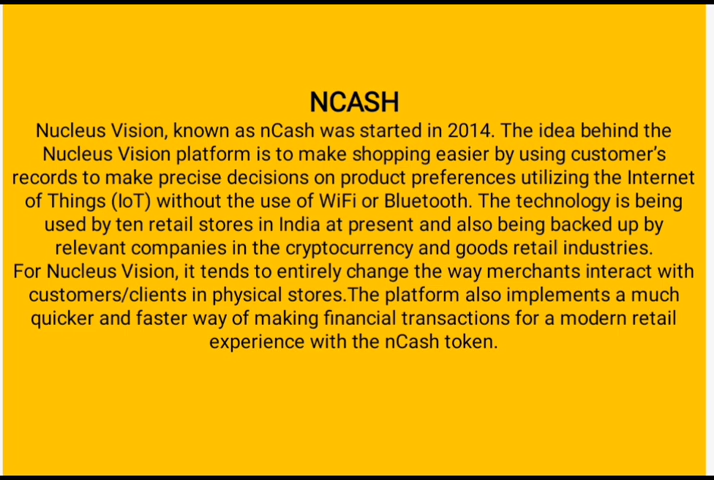 NCASH
Nucleus Vision, known as nCash was started in 2014. The idea behind the
Nucleus Vision platform is to make shopping easier by using customer's
records to make precise decisions on product preferences utilizing the Internet
of Things (IoT) without the use of WiFi or Bluetooth. The technology is being
used by ten retail stores in India at present and also being backed up by
relevant companies in the cryptocurrency and goods retail industries.
For Nucleus Vision, it tends to entirely change the way merchants interact with
customers/clients in physical stores.The platform also implements a much
quicker and faster way of making financial transactions for a modern retail
experience with the nCash token.